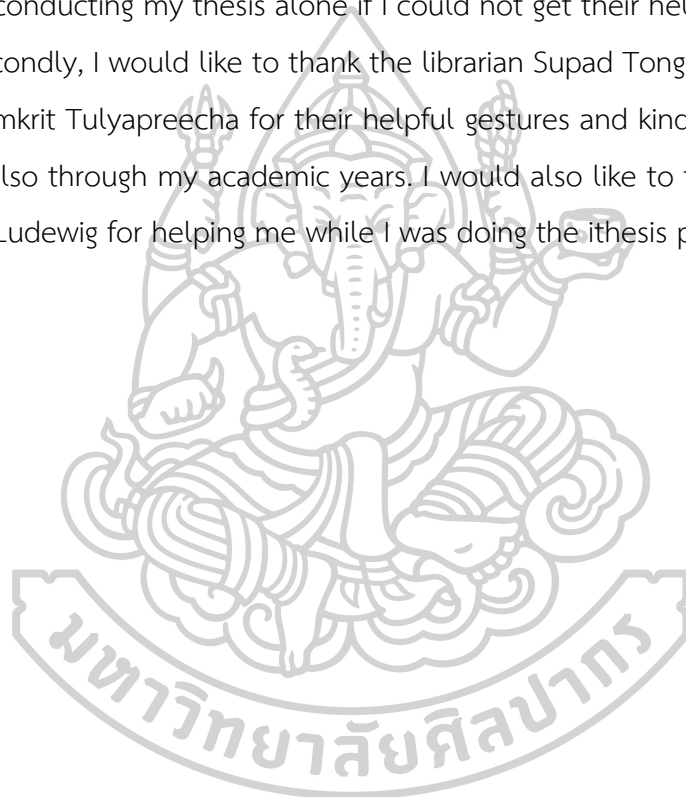 conducting my thesis alone if I could not get their hel
condly, I would like to thank the librarian Supad Tong
mkrit Tulyapreecha for their helpful gestures and kind
lso through my academic years. I would also like to
Ludewig for helping me while I was doing the ithesis p
มหาวิทยาลัยศิลปากร